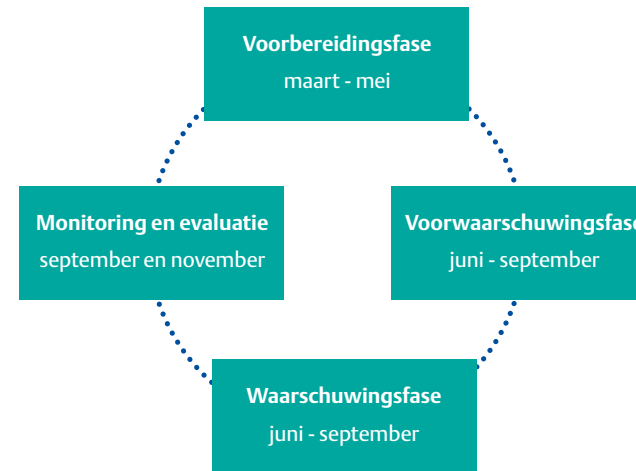 Voorbereidingsfase
maart - mei
Monitoring en evaluatie
september en november
Voorwaarschuwingsfase
juni - september
Waarschuwingsfase
juni - september